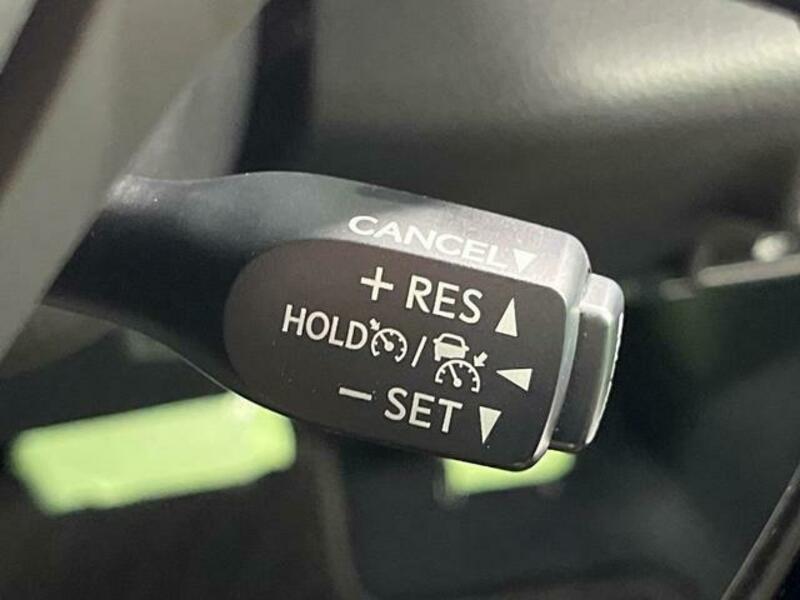 CANCEL▼
+ RES ▲
HOLD / ◀
− SET ▼